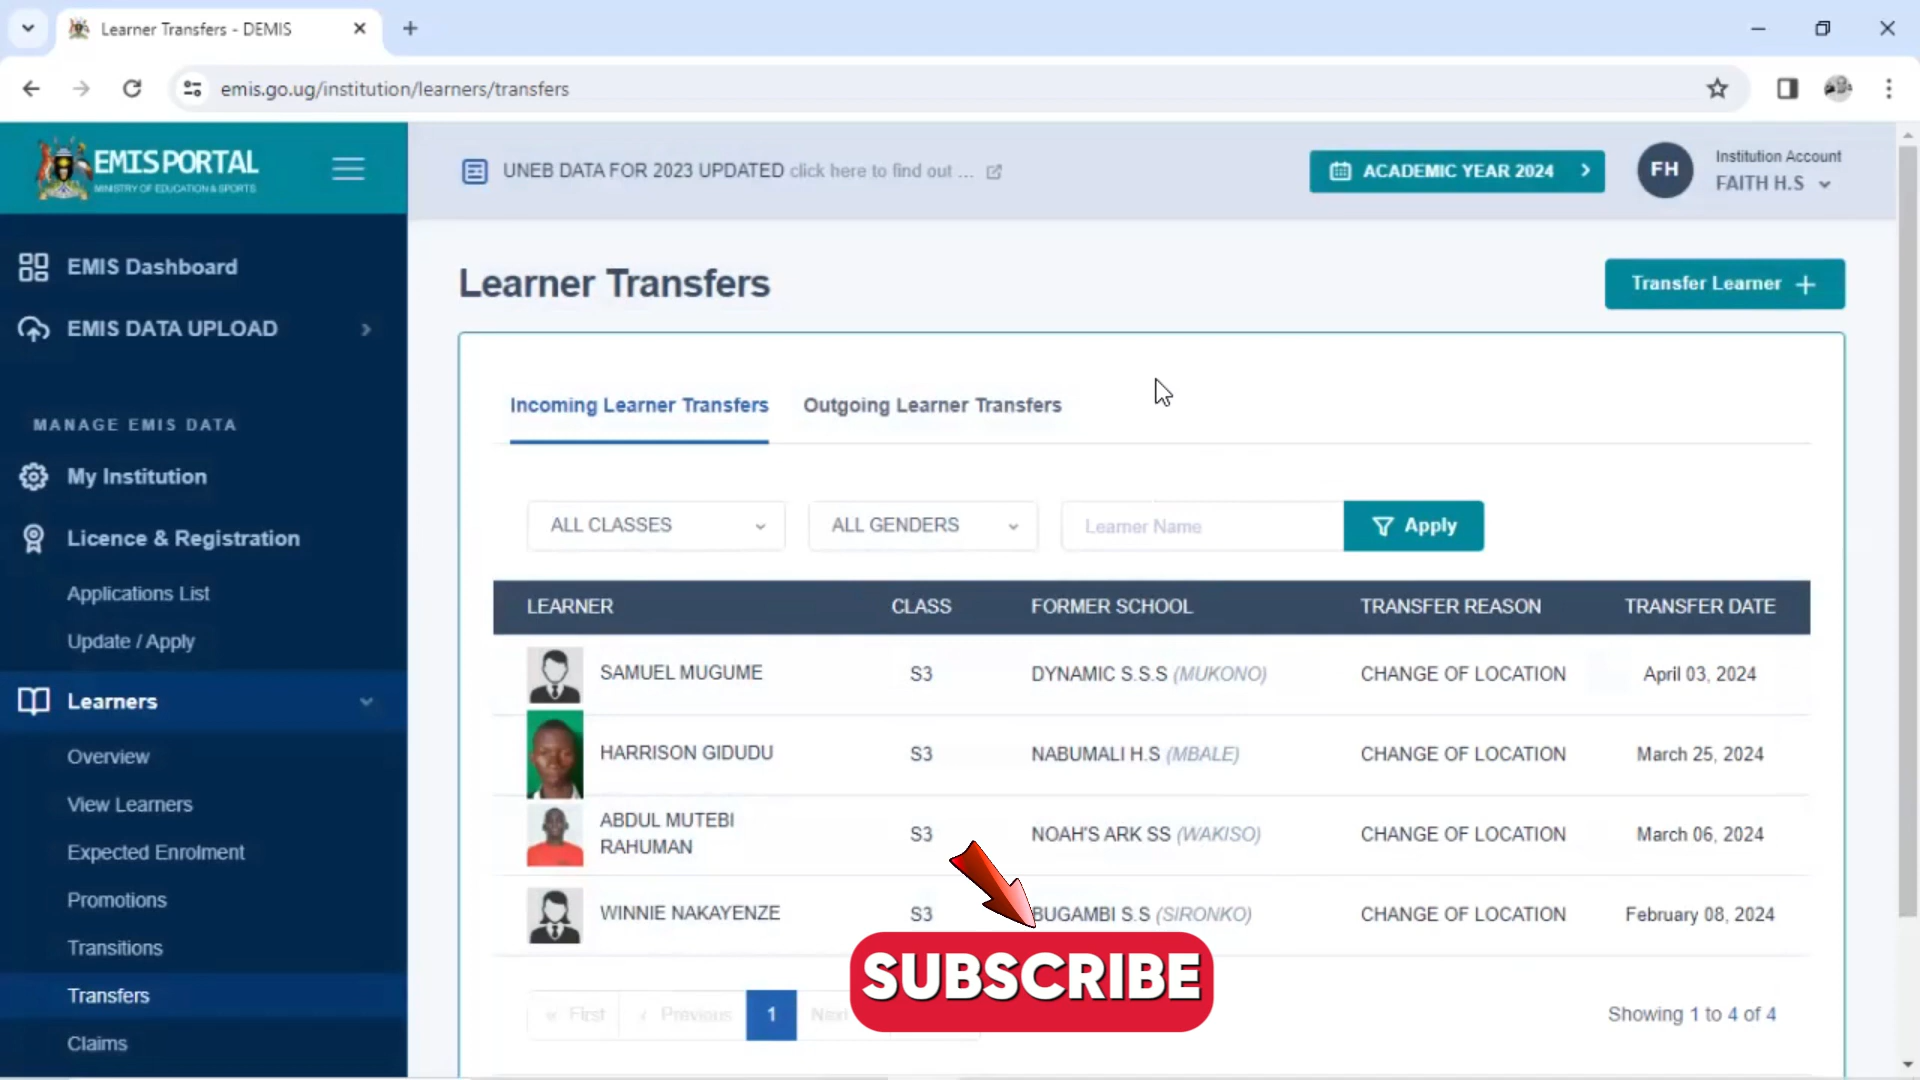 Learner Transfers - DEMIS
emis.go.ug/institution/learners/transfers
EMIS PORTAL
MINISTRY OF EDUCATION & SPORTS
UNEB DATA FOR 2023 UPDATED click here to find out ...
ACADEMIC YEAR 2024
FH
Institution Account
FAITH H.S
EMIS Dashboard
EMIS DATA UPLOAD
MANAGE EMIS DATA
My Institution
Licence & Registration
Applications List
Update / Apply
Learners
Overview
View Learners
Expected Enrolment
Promotions
Transitions
Transfers
Claims
Learner Transfers
Transfer Learner +
Incoming Learner Transfers Outgoing Learner Transfers
ALL CLASSES ALL GENDERS Learner Name Apply
LEARNER CLASS FORMER SCHOOL TRANSFER REASON TRANSFER DATE
SAMUEL MUGUME S3 DYNAMIC S.S.S (MUKONO) CHANGE OF LOCATION April 03, 2024
HARRISON GIDUDU S3 NABUMALI H.S (MBALE) CHANGE OF LOCATION March 25, 2024
ABDUL MUTEBI RAHUMAN S3 NOAH'S ARK SS (WAKISO) CHANGE OF LOCATION March 06, 2024
WINNIE NAKAYENZE S3 BUGAMBI S.S (SIRONKO) CHANGE OF LOCATION February 08, 2024
SUBSCRIBE
« First ‹ Previous 1 Next
Showing 1 to 4 of 4